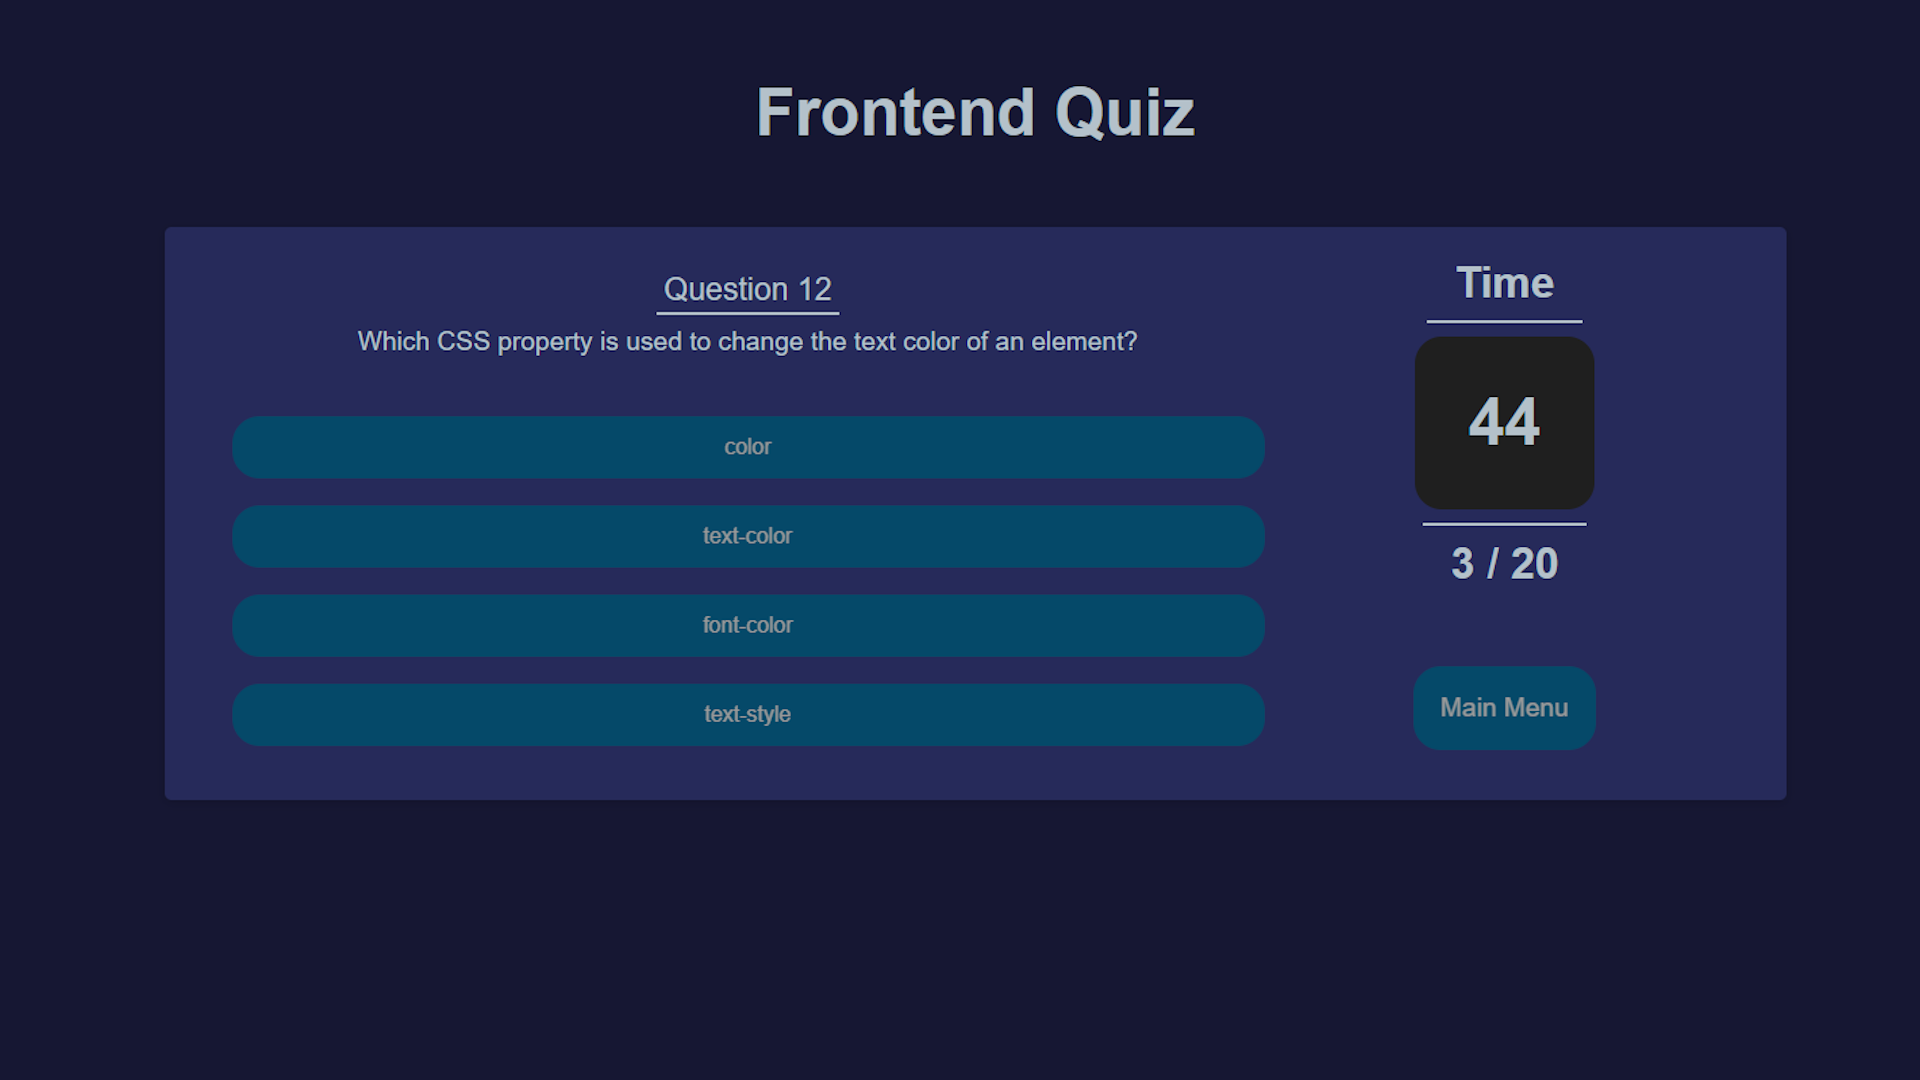 Frontend Quiz
Question 12
Which CSS property is used to change the text color of an element?
color
text-color
font-color
text-style
Time
44
3 / 20
Main Menu